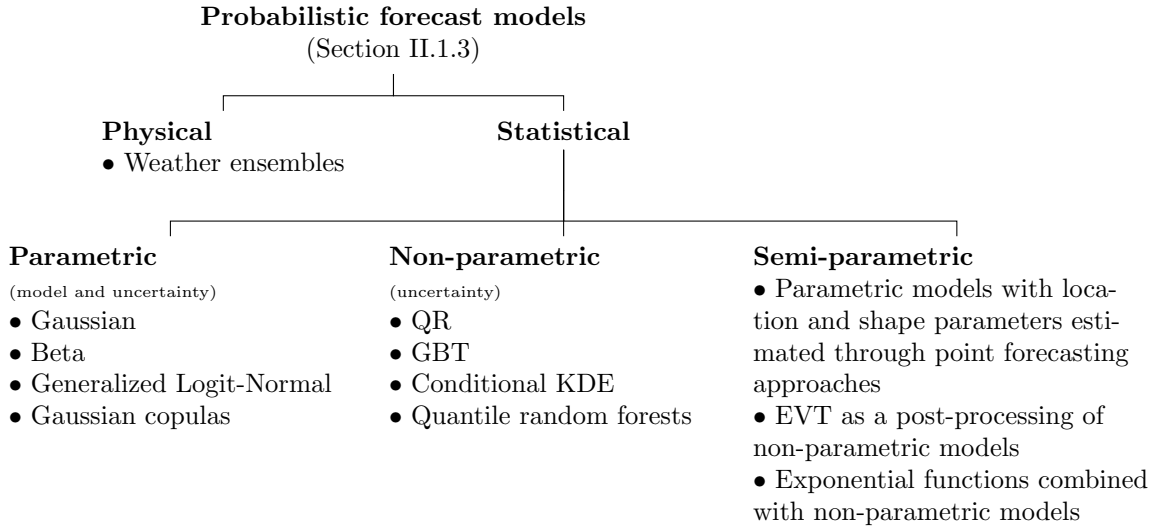 Probabilistic forecast models
(Section II.1.3)
Physical
• Weather ensembles
Statistical
Parametric
(model and uncertainty)
• Gaussian
• Beta
• Generalized Logit-Normal
• Gaussian copulas
Non-parametric
(uncertainty)
• QR
• GBT
• Conditional KDE
• Quantile random forests
Semi-parametric
• Parametric models with loca-
tion and shape parameters esti-
mated through point forecasting
approaches
• EVT as a post-processing of
non-parametric models
• Exponential functions combined
with non-parametric models